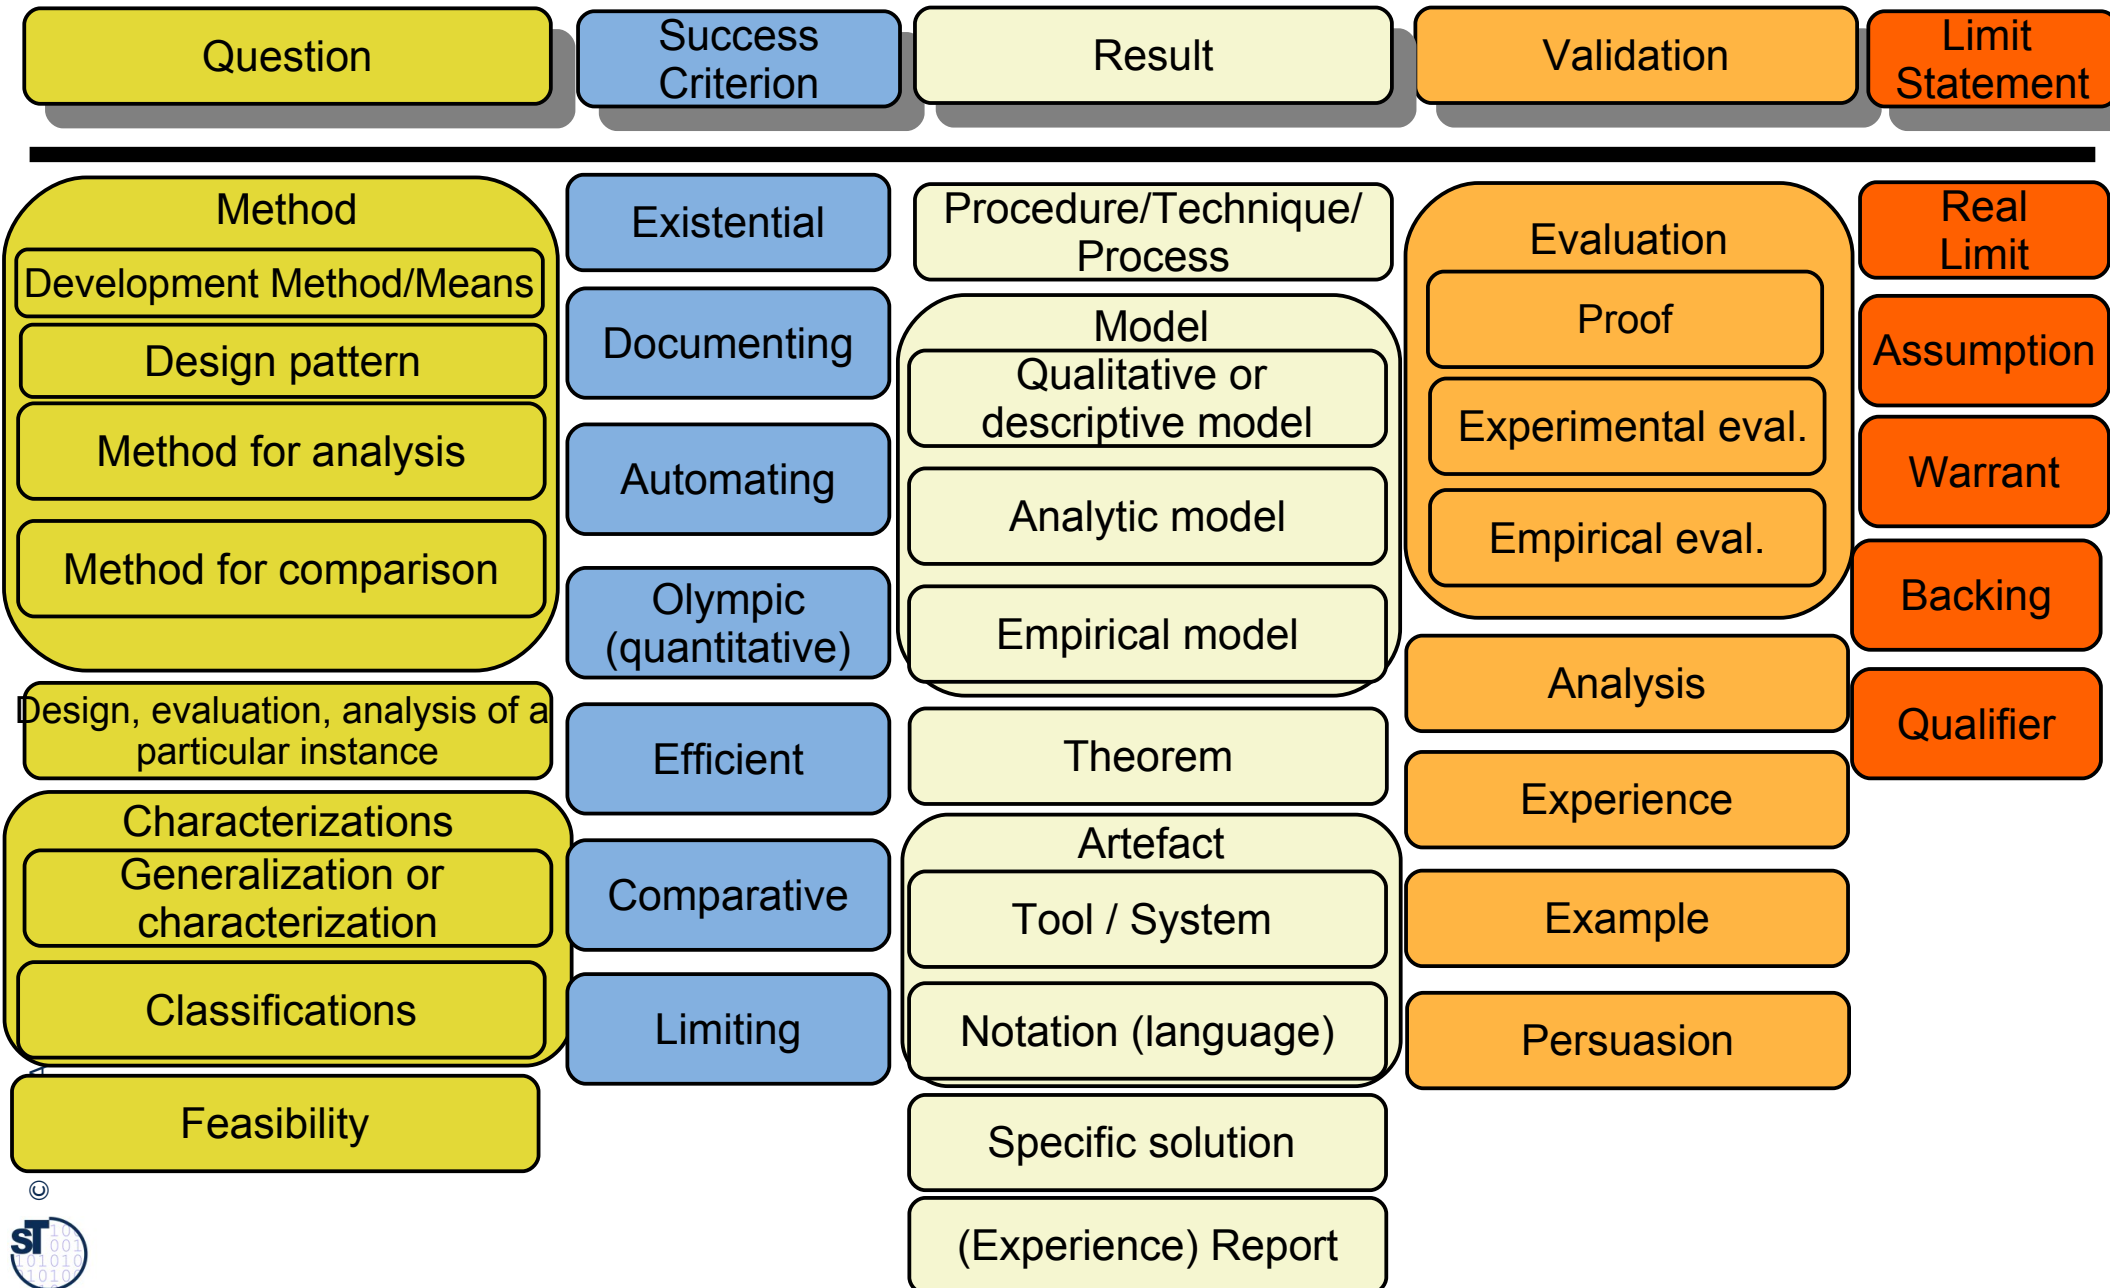 Question
Success
Criterion
Result
Validation
Limit
Statement
Method
Development Method/Means
Design pattern
Method for analysis
Method for comparison
Design, evaluation, analysis of a
particular instance
Characterizations
Generalization or
characterization
Classifications
Feasibility
Existential
Documenting
Automating
Olympic
(quantitative)
Efficient
Comparative
Limiting
Procedure/Technique/
Process
Model
Qualitative or
descriptive model
Analytic model
Empirical model
Theorem
Artefact
Tool / System
Notation (language)
Specific solution
(Experience) Report
Evaluation
Proof
Experimental eval.
Empirical eval.
Analysis
Experience
Example
Persuasion
Real
Limit
Assumption
Warrant
Backing
Qualifier
©
ST